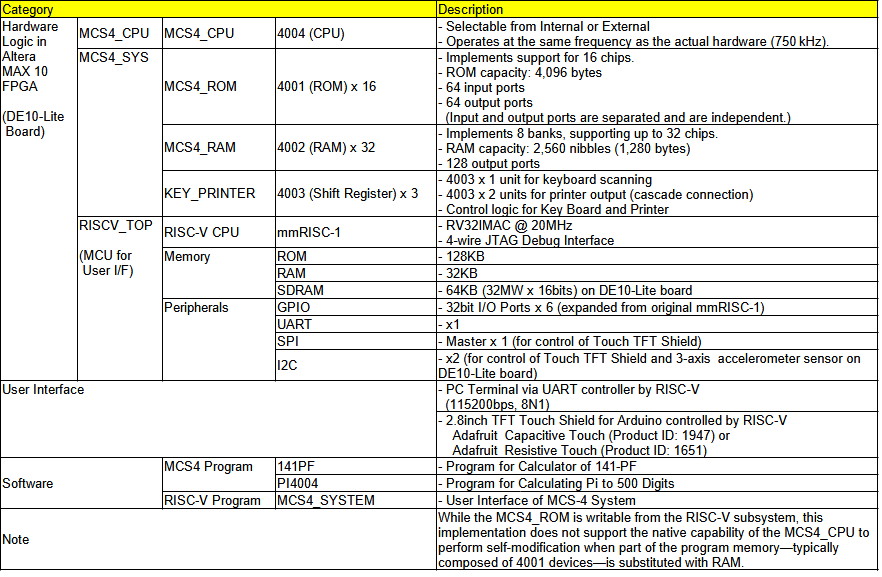 Category
Description
Hardware
Logic in
Altera
MAX 10
FPGA
(DE10-Lite
Board)
MCS4_CPU
MCS4_CPU
4004 (CPU)
- Selectable from Internal or External
- Operates at the same frequency as the actual hardware (750 kHz).
MCS4_SYS
MCS4_ROM
4001 (ROM) x 16
- Implements support for 16 chips.
- ROM capacity: 4,096 bytes
- 64 input ports
- 64 output ports
(Input and output ports are separated and are independent.)
MCS4_RAM
4002 (RAM) x 32
- Implements 8 banks, supporting up to 32 chips.
- RAM capacity: 2,560 nibbles (1,280 bytes)
- 128 output ports
KEY_PRINTER
4003 (Shift Register) x 3
- 4003 x 1 unit for keyboard scanning
- 4003 x 2 units for printer output (cascade connection)
- Control logic for Key Board and Printer
RISCV_TOP
(MCU for
User I/F)
RISC-V CPU
mmRISC-1
- RV32IMAC @ 20MHz
- 4-wire JTAG Debug Interface
Memory
ROM
- 128KB
RAM
- 32KB
SDRAM
- 64KB (32MW x 16bits) on DE10-Lite board
Peripherals
GPIO
- 32bit I/O Ports x 6 (expanded from original mmRISC-1)
UART
- x1
SPI
- Master x 1 (for control of Touch TFT Shield)
I2C
- x2 (for control of Touch TFT Shield and 3-axis accelerometer sensor on
DE10-Lite board)
User Interface
- PC Terminal via UART controller by RISC-V
(115200bps, 8N1)
- 2.8inch TFT Touch Shield for Arduino controlled by RISC-V
Adafruit Capacitive Touch (Product ID: 1947) or
Adafruit Resistive Touch (Product ID: 1651)
Software
MCS4 Program
141PF
- Program for Calculator of 141-PF
PI4004
- Program for Calculating Pi to 500 Digits
RISC-V Program
MCS4_SYSTEM
- User Interface of MCS-4 System
Note
While the MCS4_ROM is writable from the RISC-V subsystem, this
implementation does not support the native capability of the MCS4_CPU to
perform self-modification when part of the program memory—typically
composed of 4001 devices—is substituted with RAM.